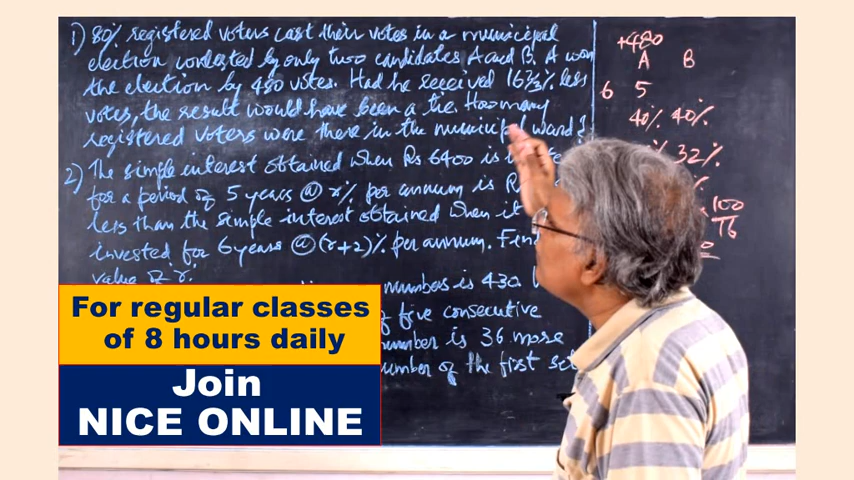 1) 80% registered voters cast their votes in a municipal
election contested by only two candidates A and B. A won
the election by 480 votes. Had he received 16⅔% less
votes, the result would have been a tie. How many
registered voters were there in the municipal ward?
2) The simple interest obtained when Rs 6400 is
for a period of 5 years @ r% per annum is
less than the simple interest obtained when it
invested for 6 years @ (r+2)% per annum. Find
value of r.
numbers is 430
five consecutive
number is 36 more
number of the first set
+480
A B
6 5
40% 40%
32%
100
16
For regular classes
of 8 hours daily
Join
NICE ONLINE